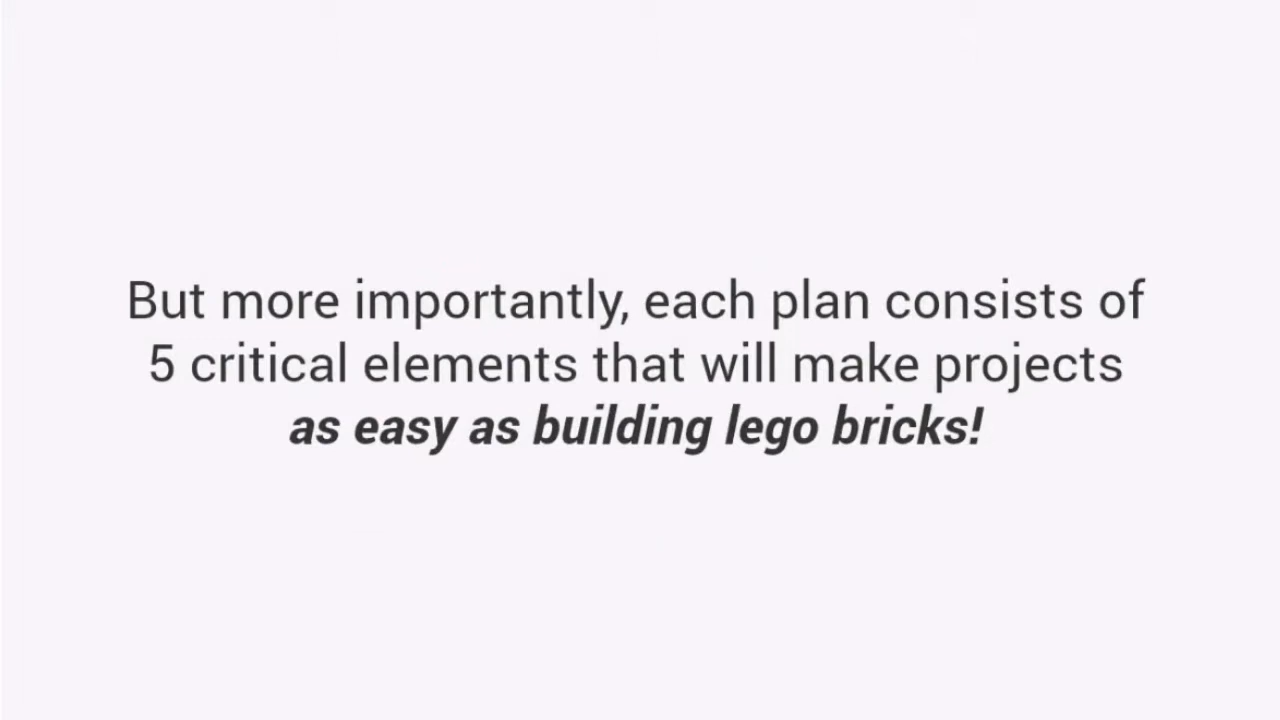 But more importantly, each plan consists of
5 critical elements that will make projects
as easy as building lego bricks!